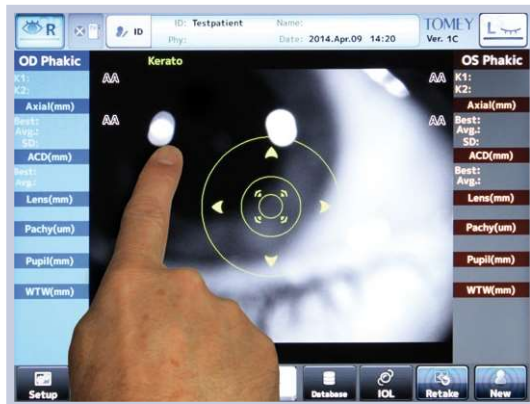 R
ID
ID: Testpatient Name:
Phy: Date: 2014.Apr.09 14:20
TOMEY
Ver. 1C
L
OD Phakic
Kerato
OS Phakic
K1:
K2:
AA
AA
K1:
K2:
Axial(mm)
Axial(mm)
Best:
Avg.:
SD:
AA
AA
Best:
Avg.:
SD:
ACD(mm)
ACD(mm)
Best:
Avg.:
Best:
Avg.:
Lens(mm)
Lens(mm)
Pachy(um)
Pachy(um)
Pupil(mm)
Pupil(mm)
WTW(mm)
WTW(mm)
Setup
Database
IOL
Retake
New